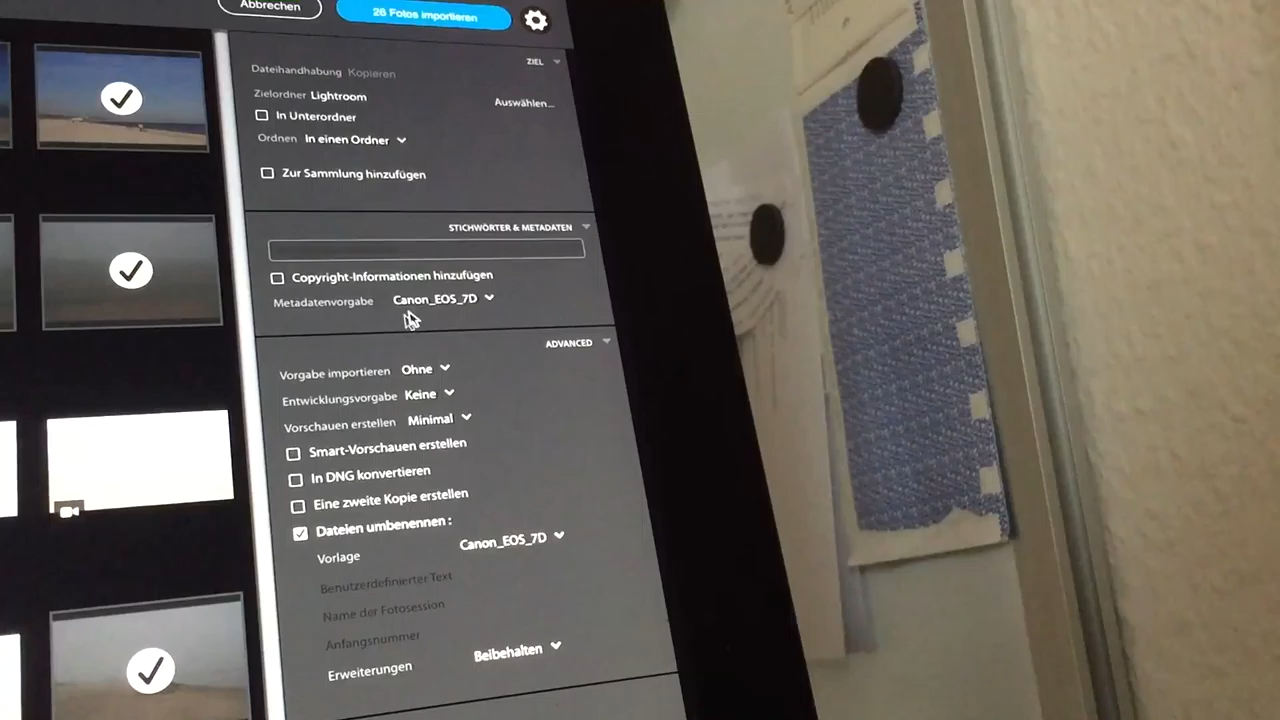 Abbrechen
26 Fotos importieren
ZIEL
Dateihandhabung Kopieren
Zielordner Lightroom
Auswählen...
In Unterordner
Ordnen In einen Ordner
Zur Sammlung hinzufügen
STICHWÖRTER & METADATEN
Copyright-Informationen hinzufügen
Metadatenvorgabe Canon_EOS_7D
ADVANCED
Vorgabe importieren Ohne
Entwicklungsvorgabe Keine
Vorschauen erstellen Minimal
Smart-Vorschauen erstellen
In DNG konvertieren
Eine zweite Kopie erstellen
Dateien umbenennen :
Vorlage Canon_EOS_7D
Benutzerdefinierter Text
Name der Fotosession
Anfangsnummer
Erweiterungen Beibehalten